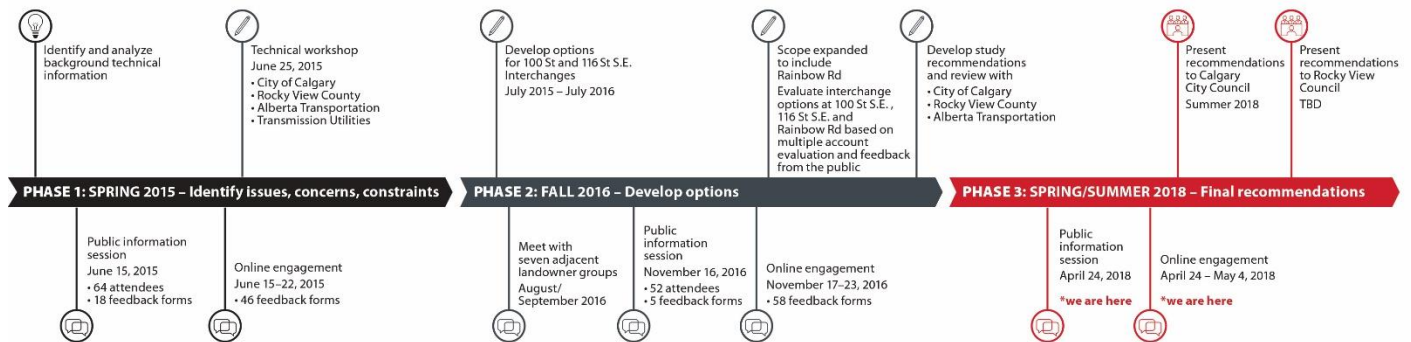 Identify and analyze
background technical
information
Technical workshop
June 25, 2015
• City of Calgary
• Rocky View County
• Alberta Transportation
• Transmission Utilities
Develop options
for 100 St and 116 St S.E.
Interchanges
July 2015 – July 2016
Scope expanded
to include
Rainbow Rd
Evaluate interchange
options at 100 St S.E. ,
116 St S.E. and
Rainbow Rd based on
multiple account
evaluation and feedback
from the public
Develop study
recommendations
and review with
• City of Calgary
• Rocky View County
• Alberta Transportation
Present
recommendations
to Calgary
City Council
Summer 2018
Present
recommendations
to Rocky View
Council
TBD
PHASE 1: SPRING 2015 – Identify issues, concerns, constraints
PHASE 2: FALL 2016 – Develop options
PHASE 3: SPRING/SUMMER 2018 – Final recommendations
Public information
session
June 15, 2015
• 64 attendees
• 18 feedback forms
Online engagement
June 15–22, 2015
• 46 feedback forms
Meet with
seven adjacent
landowner groups
August/
September 2016
Public
information
session
November 16, 2016
• 52 attendees
• 5 feedback forms
Online engagement
November 17–23, 2016
• 58 feedback forms
Public
information
session
April 24, 2018
*we are here
Online engagement
April 24 – May 4, 2018
*we are here